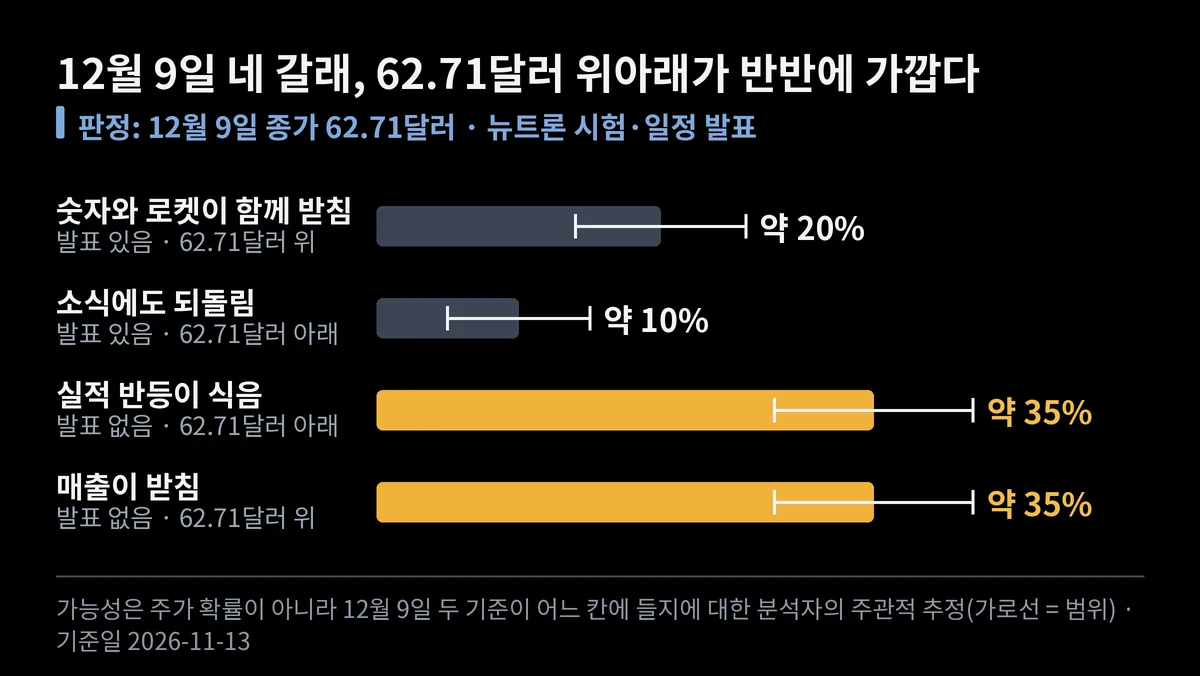 12월 9일 네 갈래, 62.71달러 위아래가 반반에 가깝다
판정: 12월 9일 종가 62.71달러 · 뉴트론 시험·일정 발표
숫자와 로켓이 함께 받침
발표 있음 · 62.71달러 위
약 20%
소식에도 되돌림
발표 있음 · 62.71달러 아래
약 10%
실적 반등이 식음
발표 없음 · 62.71달러 아래
약 35%
매출이 받침
발표 없음 · 62.71달러 위
약 35%
가능성은 주가 확률이 아니라 12월 9일 두 기준이 어느 칸에 들지에 대한 분석자의 주관적 추정(가로선 = 범위) ·
기준일 2026-11-13